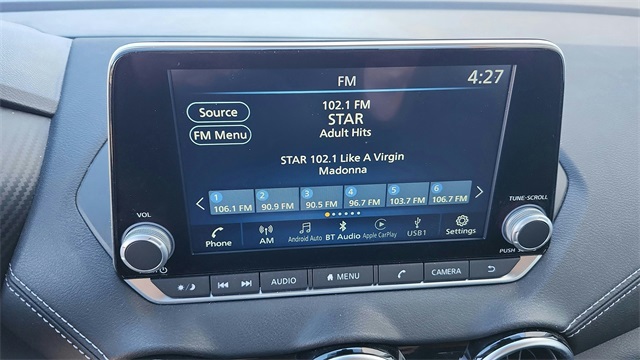 FM 4:27
102.1 FM
Source STAR
Adult Hits
FM Menu
STAR 102.1 Like A Virgin
Madonna
1 2 3 4 5 6
106.1 FM 90.9 FM 90.5 FM 96.7 FM 103.7 FM 106.7 FM
Phone AM Android Auto BT Audio Apple CarPlay USB1 Settings
VOL TUNE·SCROLL
PUSH
AUDIO MENU CAMERA